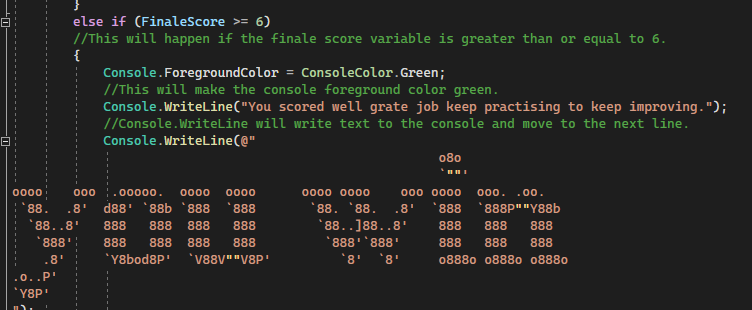 }
else if (FinaleScore >= 6)
//This will happen if the finale score variable is greater than or equal to 6.
{
Console.ForegroundColor = ConsoleColor.Green;
//This will make the console foreground color green.
Console.WriteLine("You scored well grate job keep practising to keep improving.");
//Console.WriteLine will write text to the console and move to the next line.
Console.WriteLine(@"
                                                        o8o
                                                        `""'
oooo    ooo  .ooooo.  oooo  oooo      oooo oooo    ooo oooo  ooo. .oo.
 `88.  .8'  d88' `88b `888  `888       `88. `88.  .8'  `888  `888P""Y88b
  `88..8'   888   888  888   888        `88..]88..8'    888   888   888
   `888'    888   888  888   888         `888'`888'     888   888   888
    .8'     `Y8bod8P'  `V88V""V8P'        `8'  `8'     o888o o888o o888o
.o..P'
`Y8P'
");